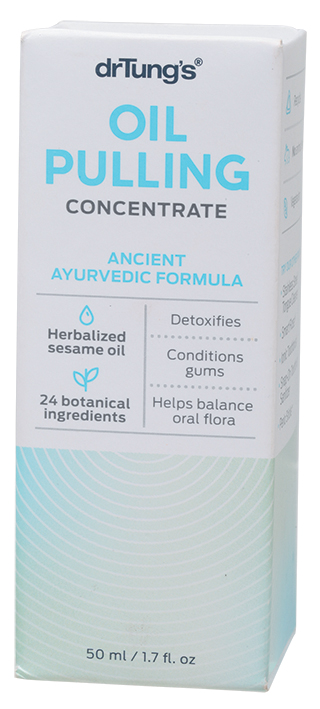 drTung's®
OIL
PULLING
CONCENTRATE
ANCIENT
AYURVEDIC FORMULA
Herbalized
sesame oil
24 botanical
ingredients
Detoxifies
Conditions
gums
Helps balance
oral flora
50 ml / 1.7 fl. oz